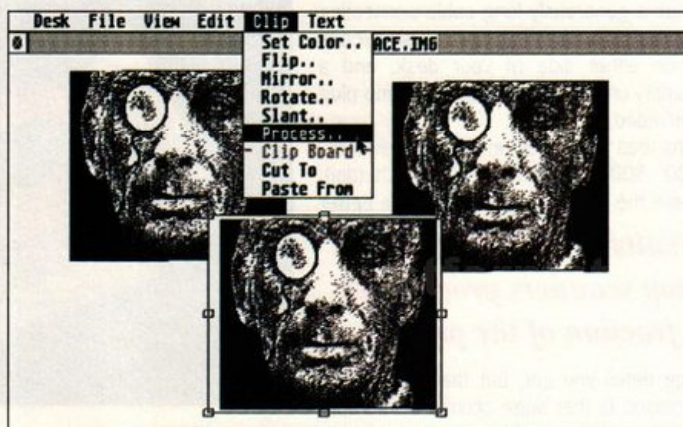 Desk File View Edit Clip Text
ACE.IMG
Set Color..
Flip..
Mirror..
Rotate..
Slant..
Process..
Clip Board
Cut To
Paste From